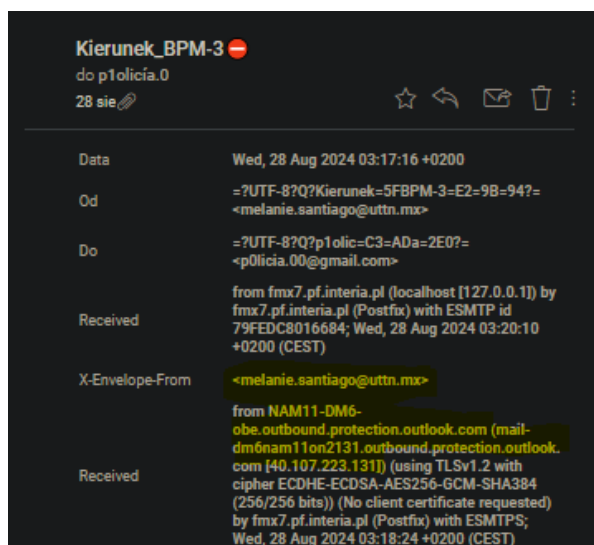 Kierunek_BPM-3⛔
do p1olicía.0
28 sie
Data
Wed, 28 Aug 2024 03:17:16 +0200
Od
=?UTF-8?Q?Kierunek=5FBPM-3=E2=9B=94?=
<melanie.santiago@uttn.mx>
Do
=?UTF-8?Q?p1olic=C3=ADa=2E0?=
<p0licia.00@gmail.com>
Received
from fmx7.pf.interia.pl (localhost [127.0.0.1]) by
fmx7.pf.interia.pl (Postfix) with ESMTP id
79FEDC8016684; Wed, 28 Aug 2024 03:20:10
+0200 (CEST)
X-Envelope-From
<melanie.santiago@uttn.mx>
Received
from NAM11-DM6-
obe.outbound.protection.outlook.com (mail-
dm6nam11on2131.outbound.protection.outlook.
com [40.107.223.131]) (using TLSv1.2 with
cipher ECDHE-ECDSA-AES256-GCM-SHA384
(256/256 bits)) (No client certificate requested)
by fmx7.pf.interia.pl (Postfix) with ESMTPS;
Wed, 28 Aug 2024 03:18:24 +0200 (CEST)